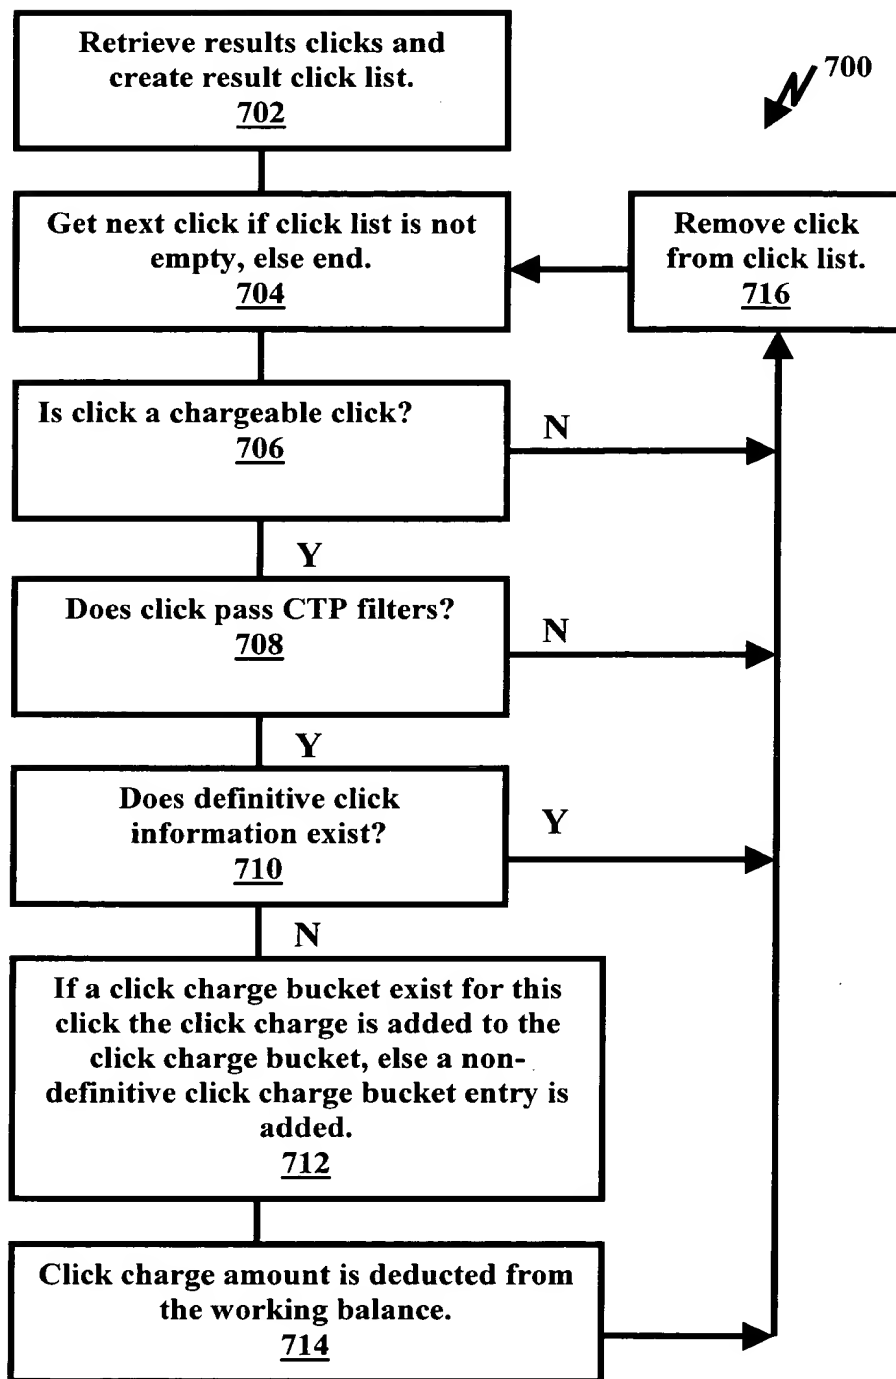 Retrieve results clicks and
create result click list.
702
700
Get next click if click list is not
empty, else end.
704
Remove click
from click list.
716
Is click a chargeable click?
706
N
Y
Does click pass CTP filters?
708
N
Y
Does definitive click
information exist?
710
Y
N
If a click charge bucket exist for this
click the click charge is added to the
click charge bucket, else a non-
definitive click charge bucket entry is
added.
712
Click charge amount is deducted from
the working balance.
714